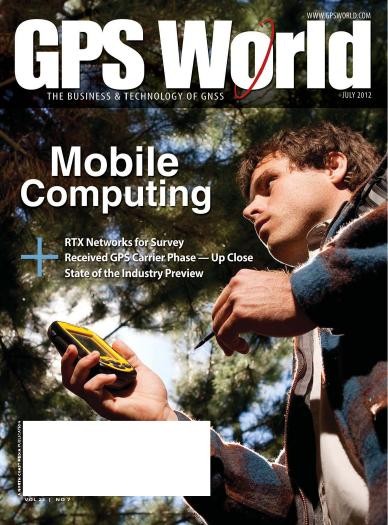 WWW.GPSWORLD.COM
GPS World
THE BUSINESS & TECHNOLOGY OF GNSS
JULY 2012
Mobile
Computing
+
RTX Networks for Survey
Received GPS Carrier Phase — Up Close
State of the Industry Preview
VOL 23 | NO 7